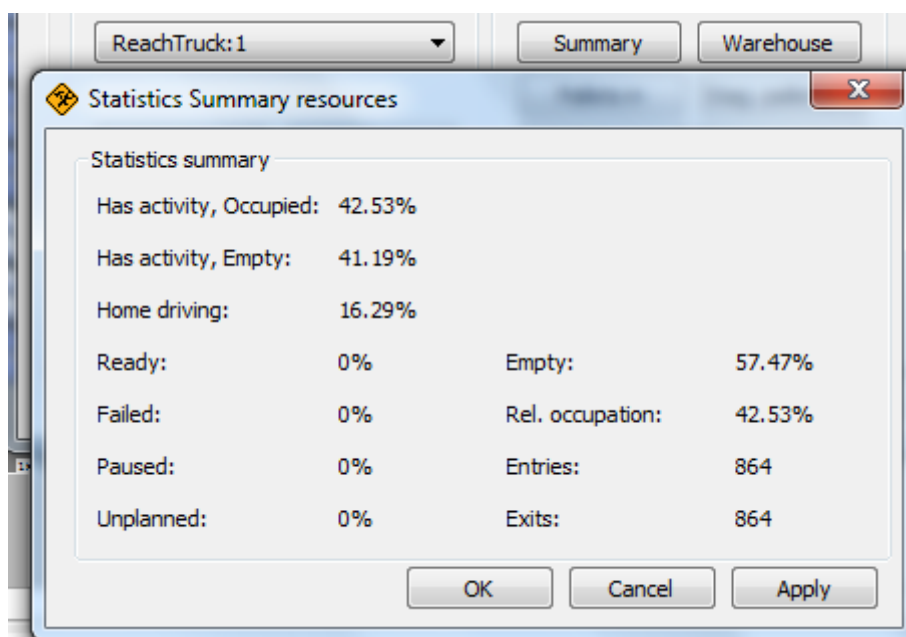 ReachTruck:1 Summary Warehouse
Statistics Summary resources
Statistics summary
Has activity, Occupied: 42.53%
Has activity, Empty: 41.19%
Home driving: 16.29%
Ready: 0% Empty: 57.47%
Failed: 0% Rel. occupation: 42.53%
Paused: 0% Entries: 864
Unplanned: 0% Exits: 864
OK Cancel Apply